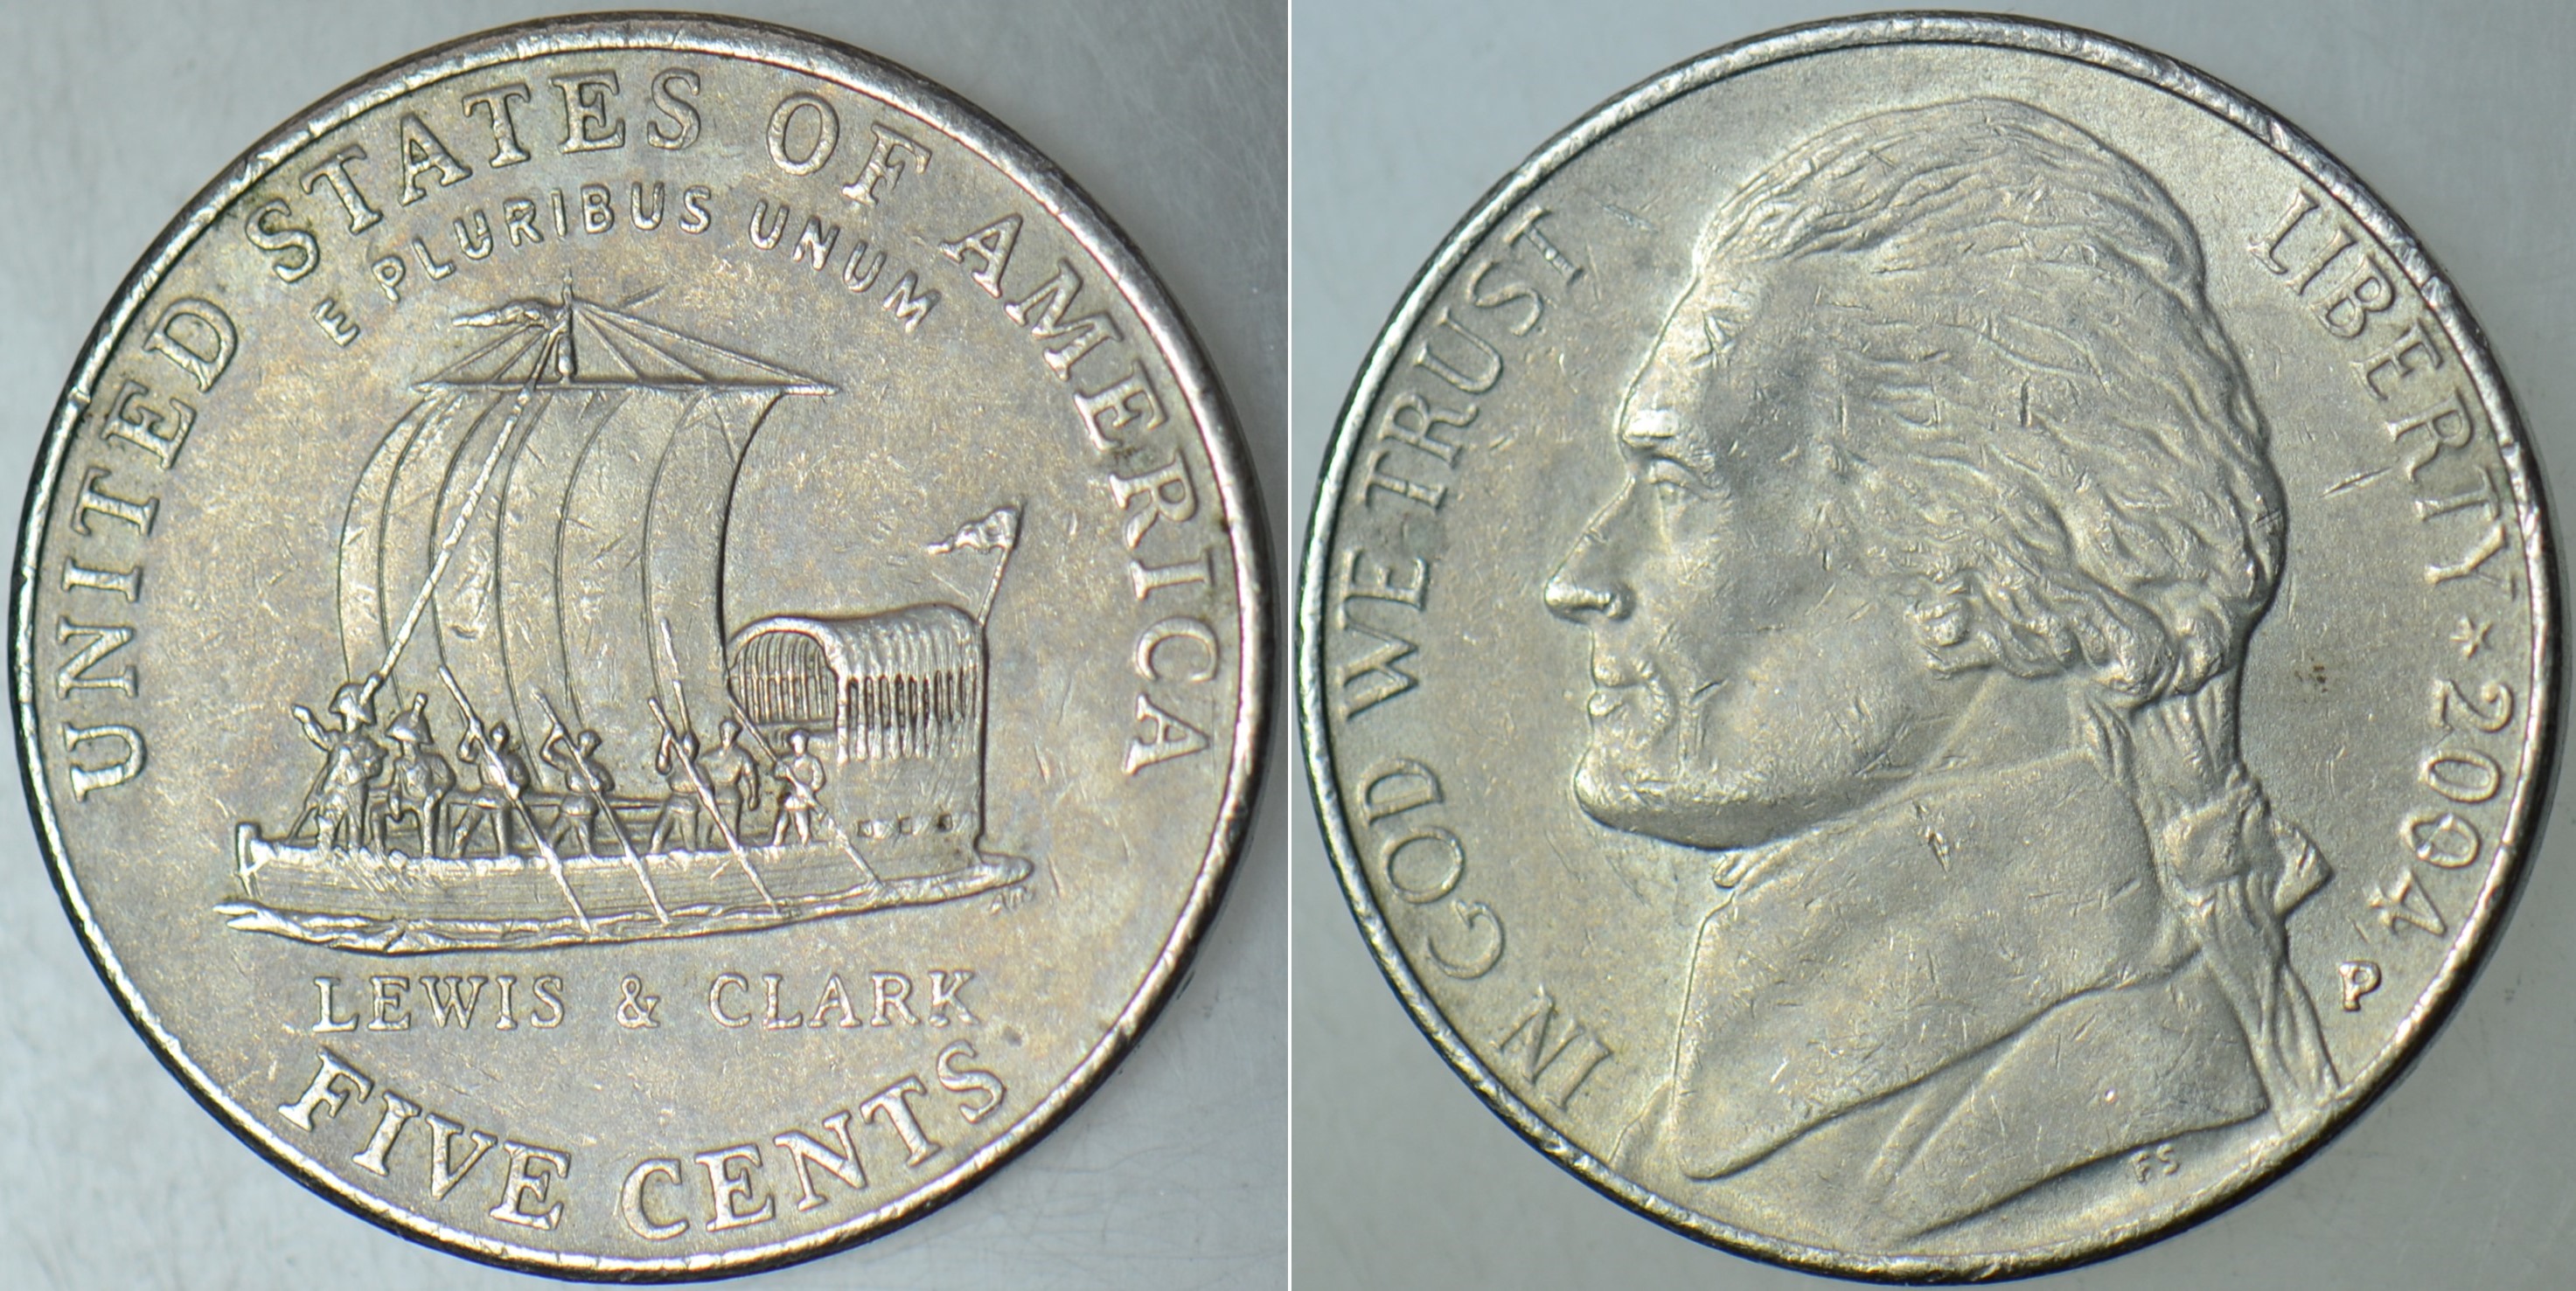 UNITED STATES OF AMERICA
E PLURIBUS UNUM
LEWIS & CLARK
FIVE CENTS
IN GOD WE TRUST
LIBERTY * 2004
P
FS